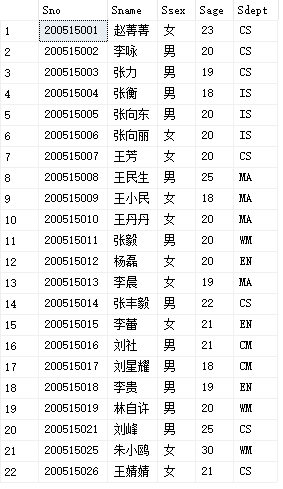 Sno Sname Ssex Sage Sdept
1 200515001 赵菁菁 女 23 CS
2 200515002 李咏 男 20 CS
3 200515003 张力 男 19 CS
4 200515004 张衡 男 18 IS
5 200515005 张向东 男 20 IS
6 200515006 张向丽 女 20 IS
7 200515007 王芳 女 20 CS
8 200515008 王民生 男 25 MA
9 200515009 王小民 女 18 MA
10 200515010 王丹丹 女 20 MA
11 200515011 张毅 男 20 WM
12 200515012 杨磊 女 20 EN
13 200515013 李晨 女 19 MA
14 200515014 张丰毅 男 22 CS
15 200515015 李蕾 女 21 EN
16 200515016 刘社 男 21 CM
17 200515017 刘星耀 男 18 CM
18 200515018 李贵 男 19 EN
19 200515019 林自许 男 20 WM
20 200515021 刘峰 男 25 CS
21 200515025 朱小鸥 女 30 WM
22 200515026 王婧婧 女 21 CS